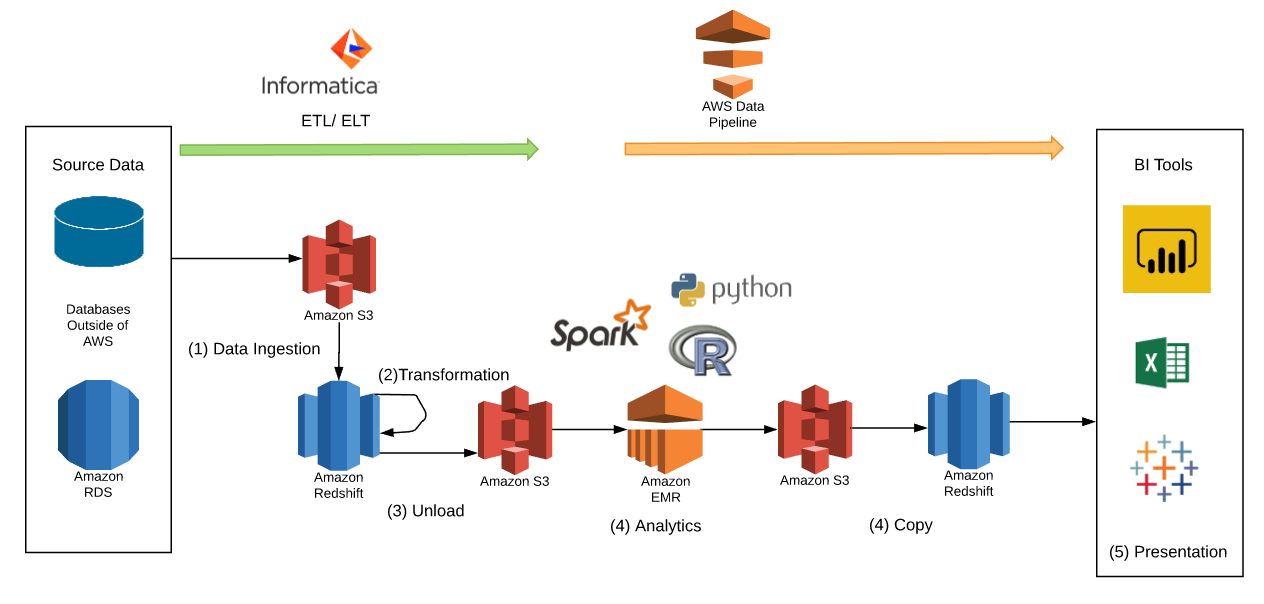 Informatica
ETL/ ELT
AWS Data
Pipeline
Source Data
Databases
Outside of
AWS
Amazon
RDS
Amazon S3
(1) Data Ingestion
(2)Transformation
Amazon
Redshift
(3) Unload
Amazon S3
Spark
python
R
Amazon
EMR
(4) Analytics
Amazon S3
(4) Copy
Amazon
Redshift
BI Tools
X
(5) Presentation